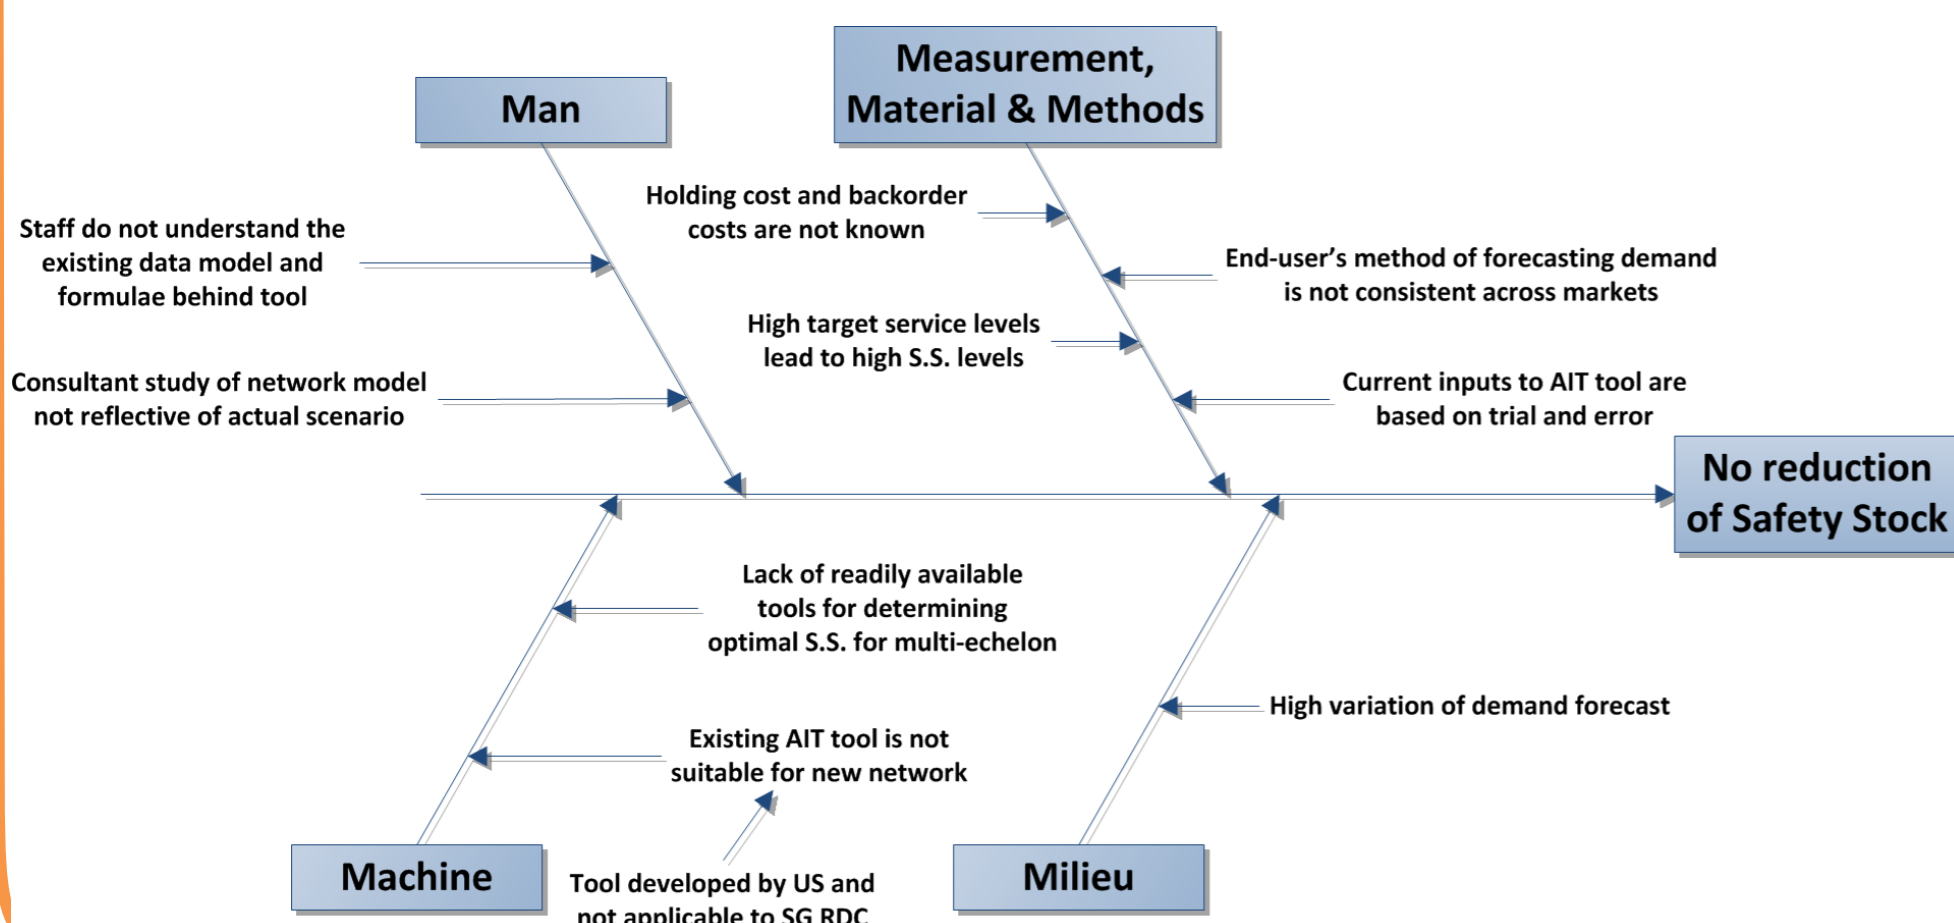 Measurement,
Material & Methods
Man
Holding cost and backorder
costs are not known
Staff do not understand the
existing data model and
formulae behind tool
End-user’s method of forecasting demand
is not consistent across markets
High target service levels
lead to high S.S. levels
Consultant study of network model
not reflective of actual scenario
Current inputs to AIT tool are
based on trial and error
No reduction
of Safety Stock
Lack of readily available
tools for determining
optimal S.S. for multi-echelon
High variation of demand forecast
Existing AIT tool is not
suitable for new network
Machine
Tool developed by US and
not applicable to SG RDC
Milieu